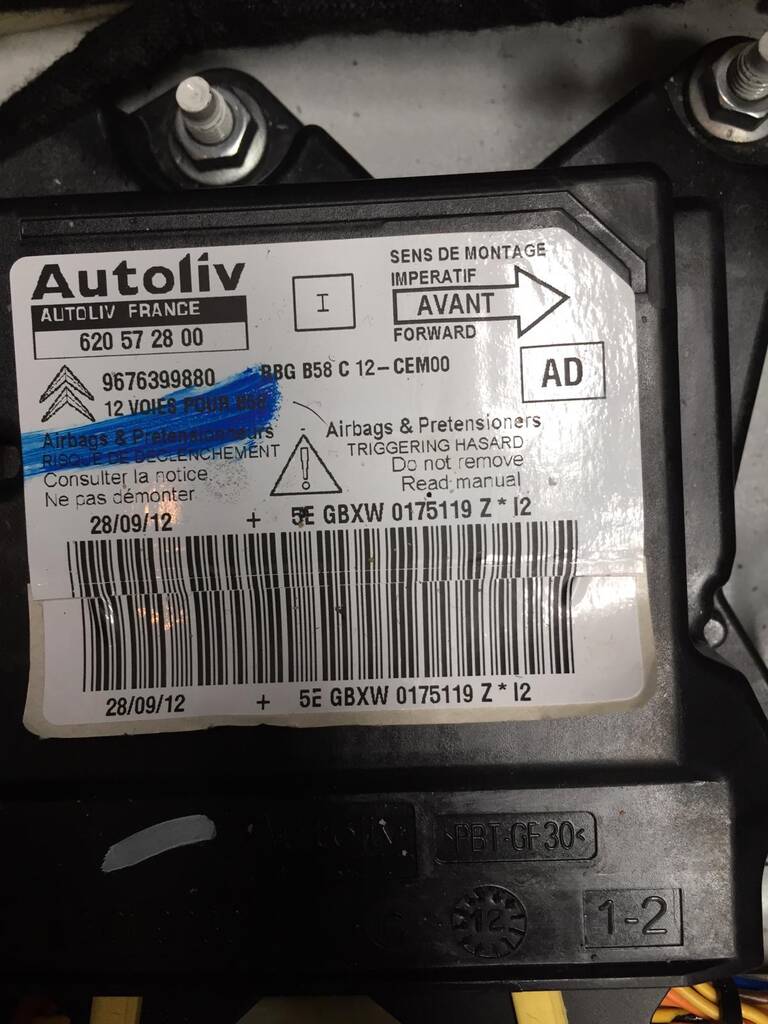 Autoliv
AUTOLIV FRANCE
620 57 28 00
I
SENS DE MONTAGE
IMPERATIF
AVANT
FORWARD
9676399880
BBG B58 C 12-CEM00
AD
12 VOIES POUR B58
Airbags & Pretensionneurs
RISQUE DE DECLENCHEMENT
Consulter la notice
Ne pas démonter
!
Airbags & Pretensioners
TRIGGERING HASARD
Do not remove
Read manual
28/09/12 + 5E GBXW 0175119 Z * I2
28/09/12 + 5E GBXW 0175119 Z * I2
>PBT-GF30<
12
1-2